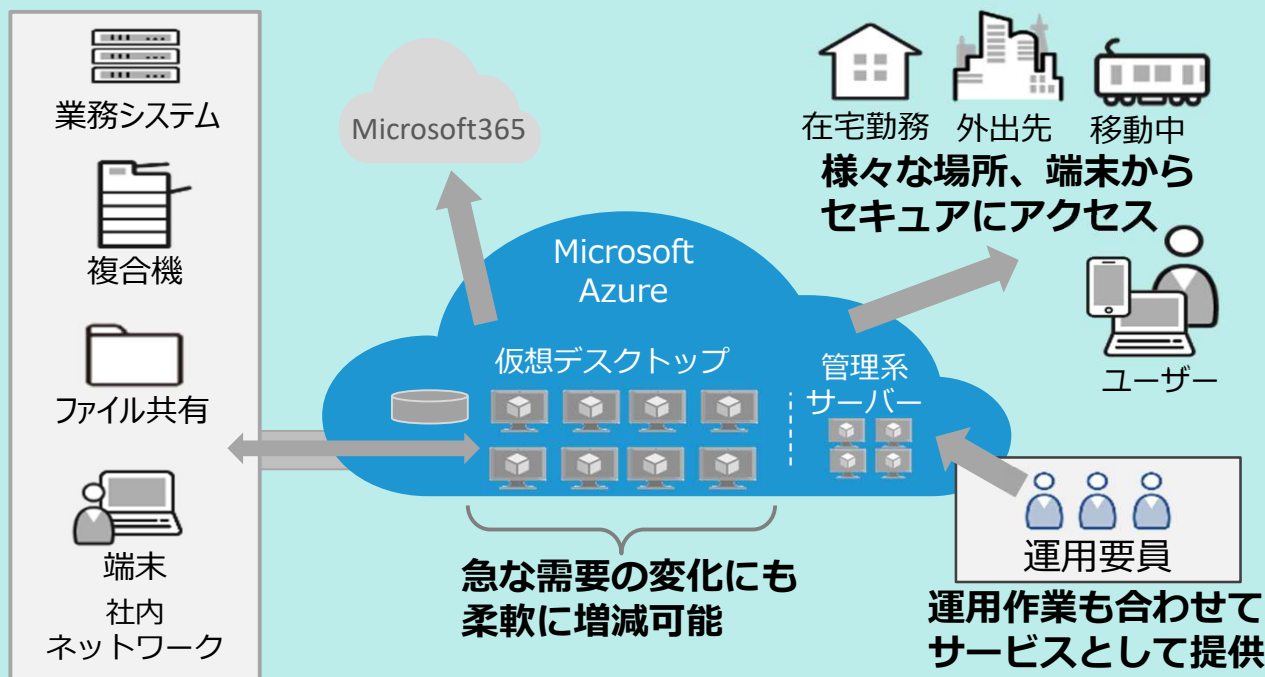 業務システム
複合機
ファイル共有
端末
社内
ネットワーク
Microsoft365
Microsoft
Azure
仮想デスクトップ
管理系
サーバー
急な需要の変化にも
柔軟に増減可能
在宅勤務
外出先
移動中
様々な場所、端末から
セキュアにアクセス
ユーザー
運用要員
運用作業も合わせて
サービスとして提供